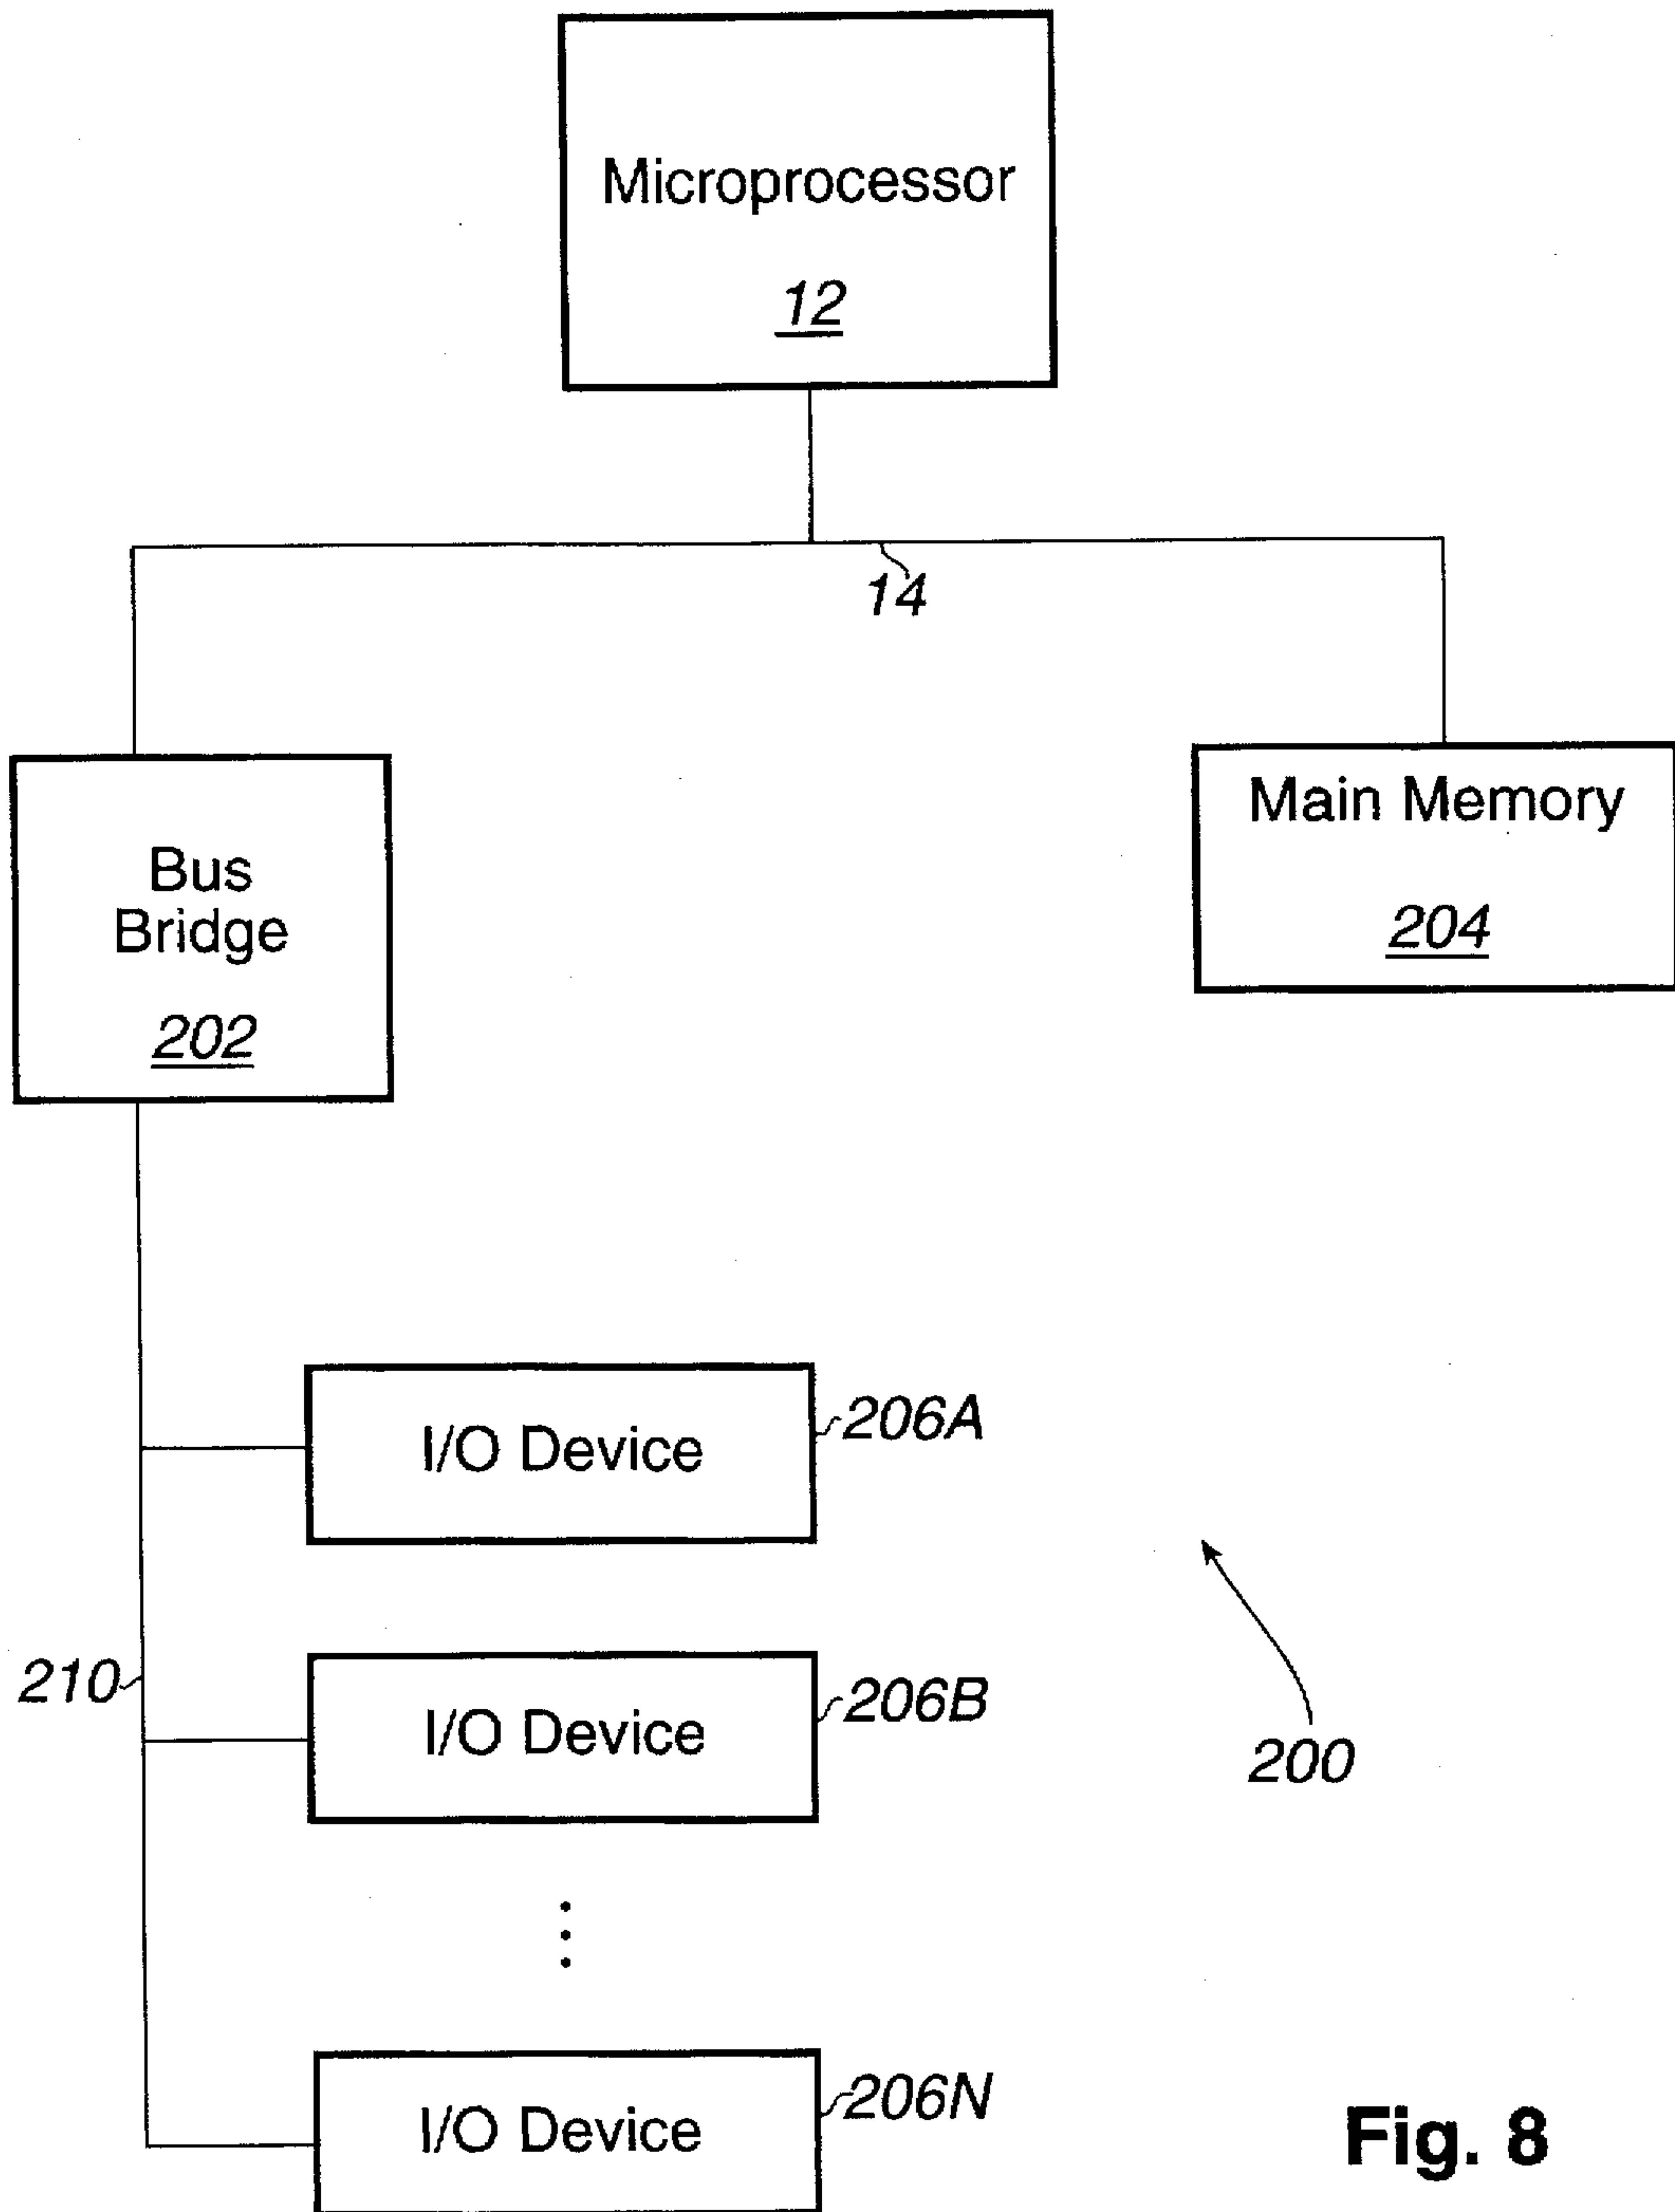 Microprocessor
12
14
Bus
Bridge
202
Main Memory
204
I/O Device
206A
210
I/O Device
206B
200
I/O Device
206N
Fig. 8